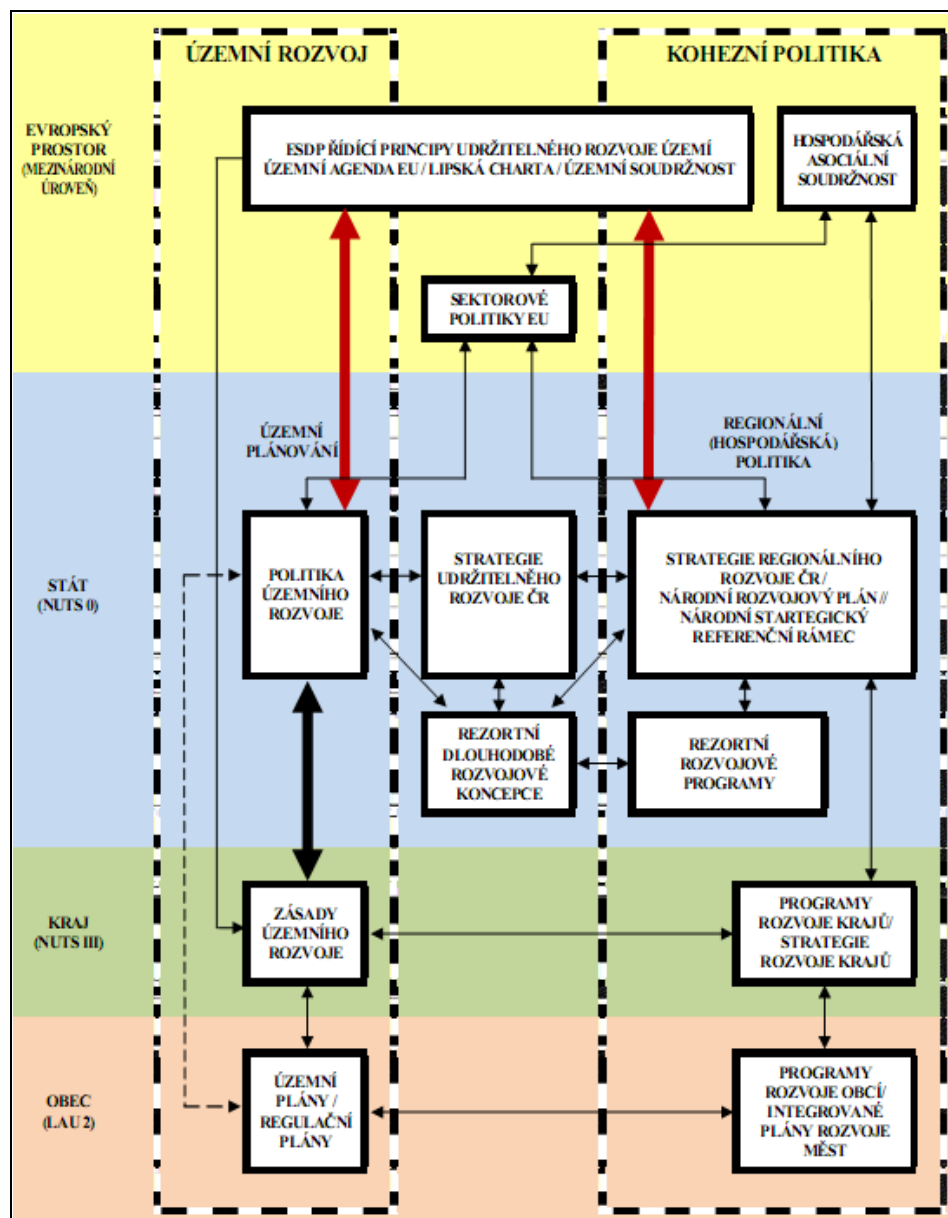 ÚZEMNÍ ROZVOJ
KOHEZNÍ POLITIKA
EVROPSKÝ
PROSTOR
(MEZINÁRODNÍ
ÚROVEŇ)
ESDP ŘÍDÍCÍ PRINCIPY UDRŽITELNÉHO ROZVOJE ÚZEMÍ
ÚZEMNÍ AGENDA EU / LIPSKÁ CHARTA / ÚZEMNÍ SOUDRŽNOST
HOSPODÁŘSKÁ
ASOCIÁLNÍ
SOUDRŽNOST
SEKTOROVÉ
POLITIKY EU
ÚZEMNÍ
PLÁNOVÁNÍ
REGIONÁLNÍ
(HOSPODÁŘSKÁ)
POLITIKA
STÁT
(NUTS 0)
POLITIKA
ÚZEMNÍHO
ROZVOJE
STRATEGIE
UDRŽITELNÉHO
ROZVOJE ČR
STRATEGIE REGIONÁLNÍHO
ROZVOJE ČR /
NÁRODNÍ ROZVOJOVÝ PLÁN //
NÁRODNÍ STARTEGICKÝ
REFERENČNÍ RÁMEC
REZORTNÍ
DLOUHODOBÉ
ROZVOJOVÉ
KONCEPCE
REZORTNÍ
ROZVOJOVÉ
PROGRAMY
KRAJ
(NUTS III)
ZÁSADY
ÚZEMNÍHO
ROZVOJE
PROGRAMY
ROZVOJE KRAJŮ/
STRATEGIE
ROZVOJE KRAJŮ
OBEC
(LAU 2)
ÚZEMNÍ
PLÁNY /
REGULAČNÍ
PLÁNY
PROGRAMY
ROZVOJE OBCÍ/
INTEGROVANÉ
PLÁNY ROZVOJE
MĚST